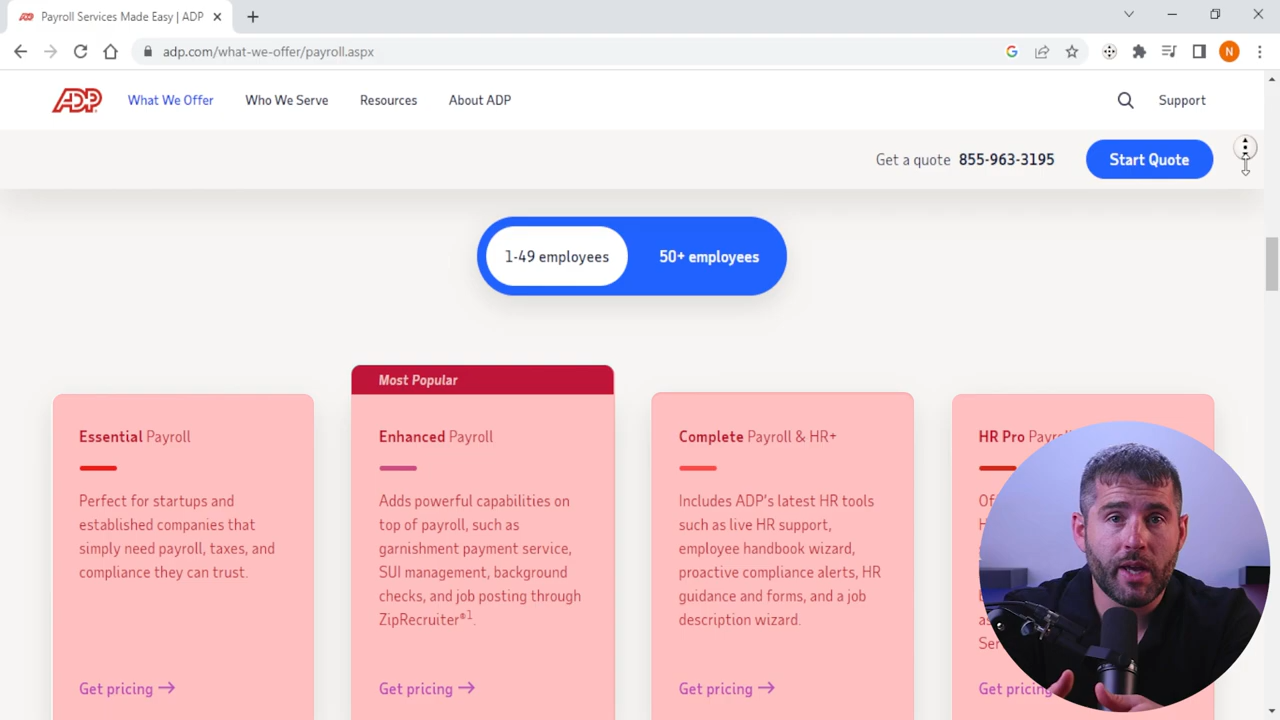 Payroll Services Made Easy | ADP
adp.com/what-we-offer/payroll.aspx
N
ADP
What We Offer
Who We Serve
Resources
About ADP
Support
Get a quote 855-963-3195
Start Quote
1-49 employees
50+ employees
Essential Payroll
Perfect for startups and
established companies that
simply need payroll, taxes, and
compliance they can trust.
Get pricing →
Most Popular
Enhanced Payroll
Adds powerful capabilities on
top of payroll, such as
garnishment payment service,
SUI management, background
checks, and job posting through
ZipRecruiter®¹.
Get pricing →
Complete Payroll & HR+
Includes ADP's latest HR tools
such as live HR support,
employee handbook wizard,
proactive compliance alerts, HR
guidance and forms, and a job
description wizard.
Get pricing →
HR Pro
Get pricing